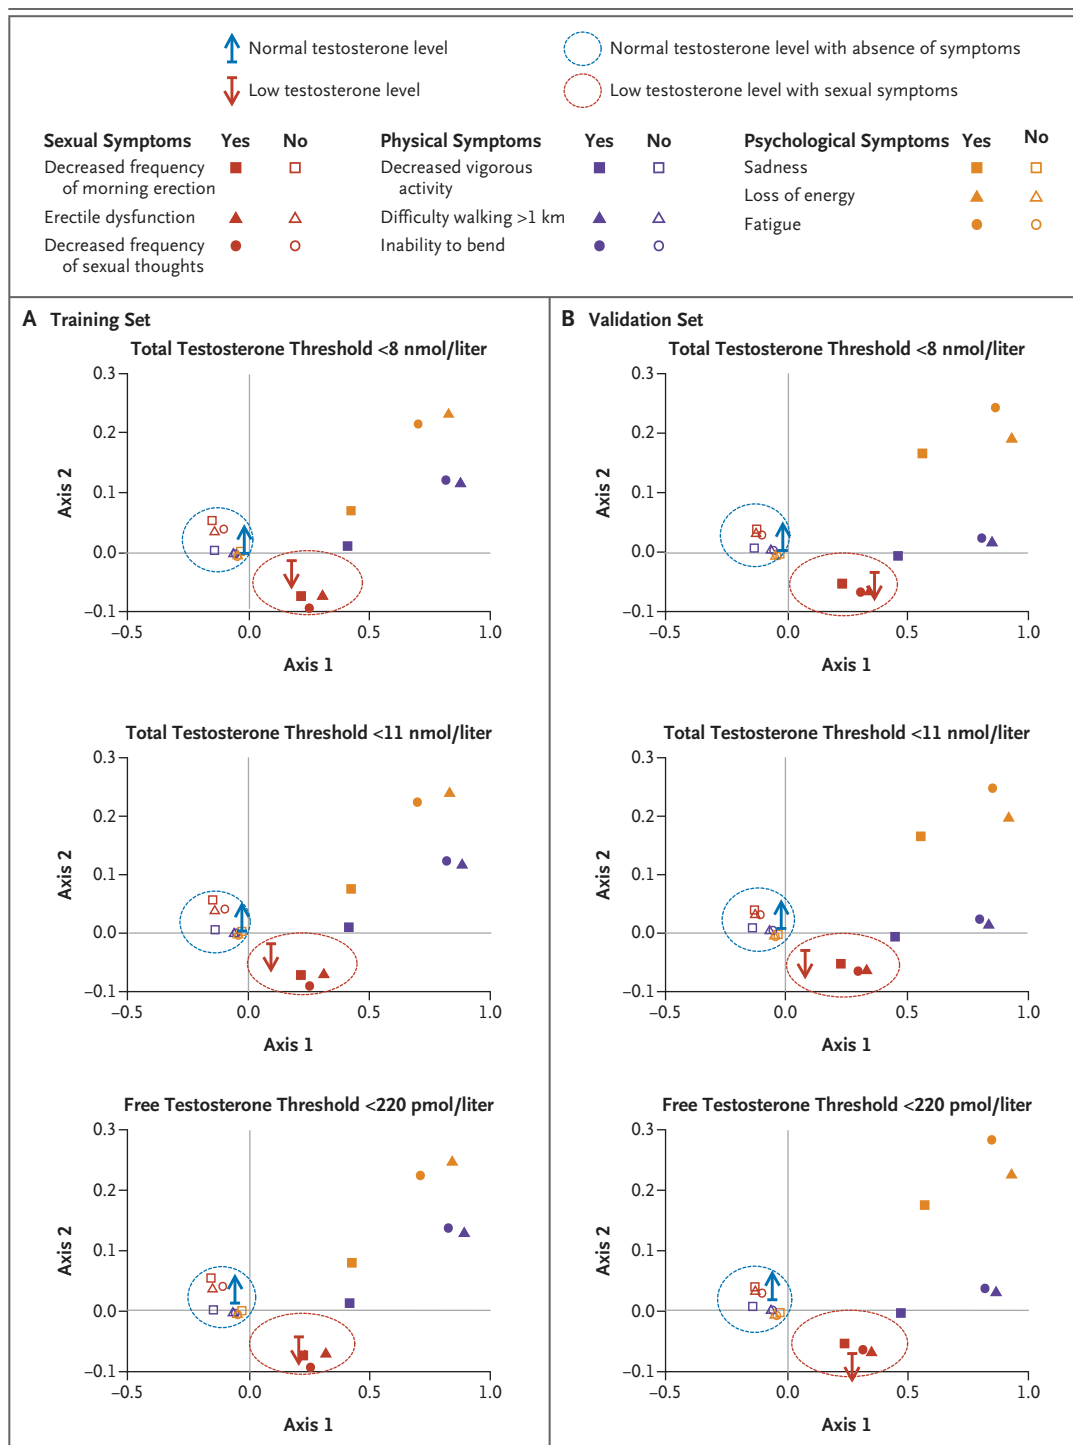 Normal testosterone level
Normal testosterone level with absence of symptoms
Low testosterone level
Low testosterone level with sexual symptoms
Sexual Symptoms Yes No
Decreased frequency
of morning erection
Erectile dysfunction
Decreased frequency
of sexual thoughts
Physical Symptoms Yes No
Decreased vigorous
activity
Difficulty walking >1 km
Inability to bend
Psychological Symptoms Yes No
Sadness
Loss of energy
Fatigue
A Training Set
Total Testosterone Threshold <8 nmol/liter
0.3
0.2
0.1
0.0
−0.1
Axis 2
−0.5 0.0 0.5 1.0
Axis 1
Total Testosterone Threshold <11 nmol/liter
0.3
0.2
0.1
0.0
−0.1
Axis 2
−0.5 0.0 0.5 1.0
Axis 1
Free Testosterone Threshold <220 pmol/liter
0.3
0.2
0.1
0.0
−0.1
Axis 2
−0.5 0.0 0.5 1.0
Axis 1
B Validation Set
Total Testosterone Threshold <8 nmol/liter
0.3
0.2
0.1
0.0
−0.1
Axis 2
−0.5 0.0 0.5 1.0
Axis 1
Total Testosterone Threshold <11 nmol/liter
0.3
0.2
0.1
0.0
−0.1
Axis 2
−0.5 0.0 0.5 1.0
Axis 1
Free Testosterone Threshold <220 pmol/liter
0.3
0.2
0.1
0.0
−0.1
Axis 2
−0.5 0.0 0.5 1.0
Axis 1